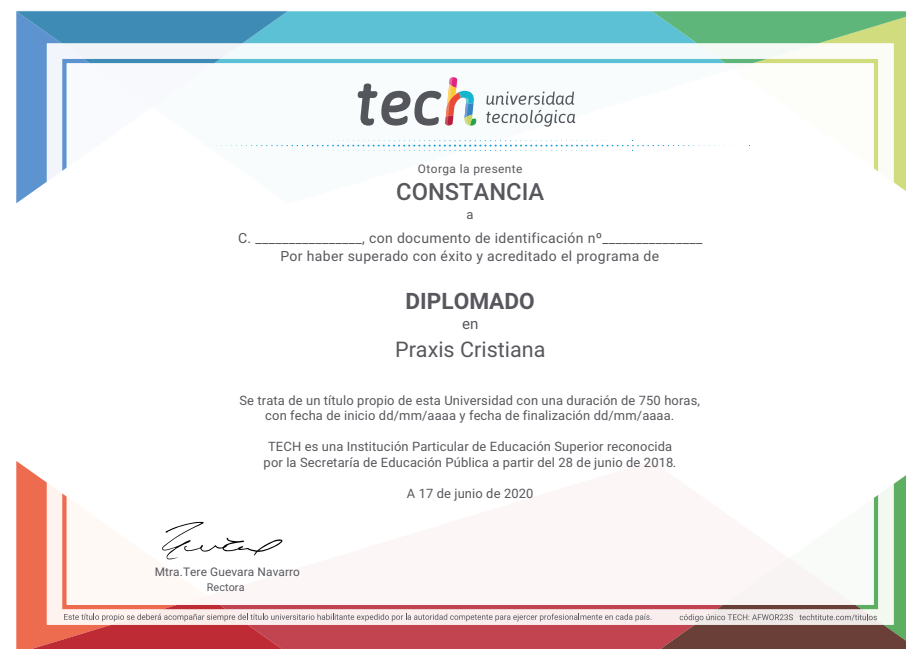 tech universidad
tecnológica
Otorga la presente
CONSTANCIA
a
C. ________________, con documento de identificación nº_______________
Por haber superado con éxito y acreditado el programa de
DIPLOMADO
en
Praxis Cristiana
Se trata de un título propio de esta Universidad con una duración de 750 horas,
con fecha de inicio dd/mm/aaaa y fecha de finalización dd/mm/aaaa.
TECH es una Institución Particular de Educación Superior reconocida
por la Secretaría de Educación Pública a partir del 28 de junio de 2018.
A 17 de junio de 2020
Mtra.Tere Guevara Navarro
Rectora
Este título propio se deberá acompañar siempre del título universitario habilitante expedido por la autoridad competente para ejercer profesionalmente en cada país. código único TECH: AFWOR23S techtitute.com/titulos